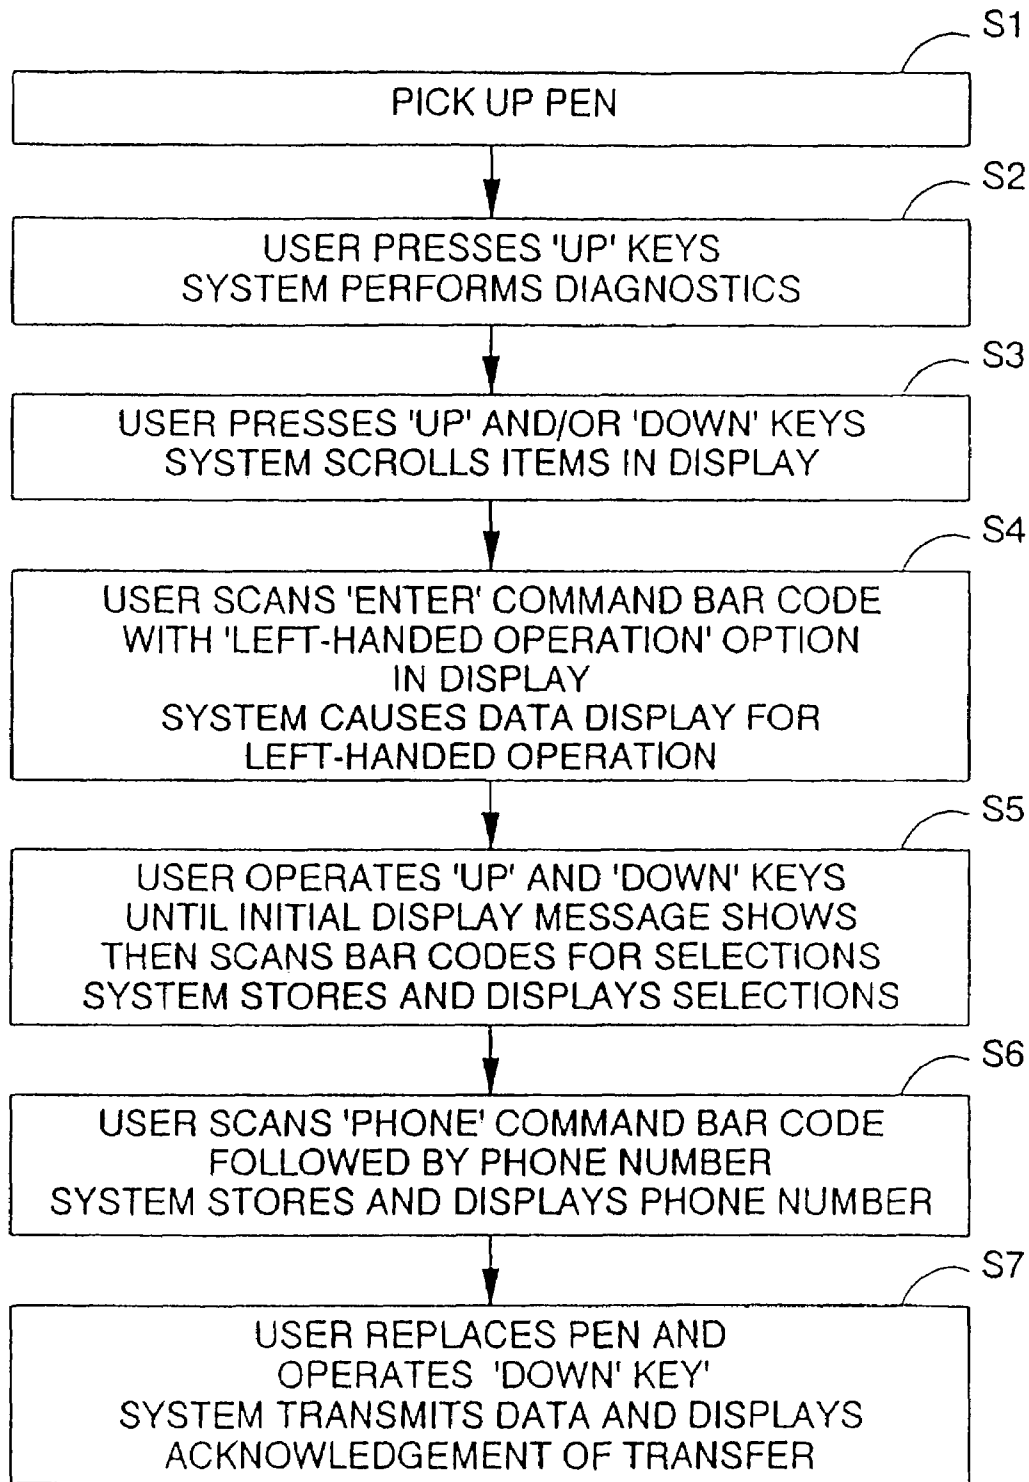 S1
PICK UP PEN
S2
USER PRESSES 'UP' KEYS
SYSTEM PERFORMS DIAGNOSTICS
S3
USER PRESSES 'UP' AND/OR 'DOWN' KEYS
SYSTEM SCROLLS ITEMS IN DISPLAY
S4
USER SCANS 'ENTER' COMMAND BAR CODE
WITH 'LEFT-HANDED OPERATION' OPTION
IN DISPLAY
SYSTEM CAUSES DATA DISPLAY FOR
LEFT-HANDED OPERATION
S5
USER OPERATES 'UP' AND 'DOWN' KEYS
UNTIL INITIAL DISPLAY MESSAGE SHOWS
THEN SCANS BAR CODES FOR SELECTIONS
SYSTEM STORES AND DISPLAYS SELECTIONS
S6
USER SCANS 'PHONE' COMMAND BAR CODE
FOLLOWED BY PHONE NUMBER
SYSTEM STORES AND DISPLAYS PHONE NUMBER
S7
USER REPLACES PEN AND
OPERATES 'DOWN' KEY'
SYSTEM TRANSMITS DATA AND DISPLAYS
ACKNOWLEDGEMENT OF TRANSFER